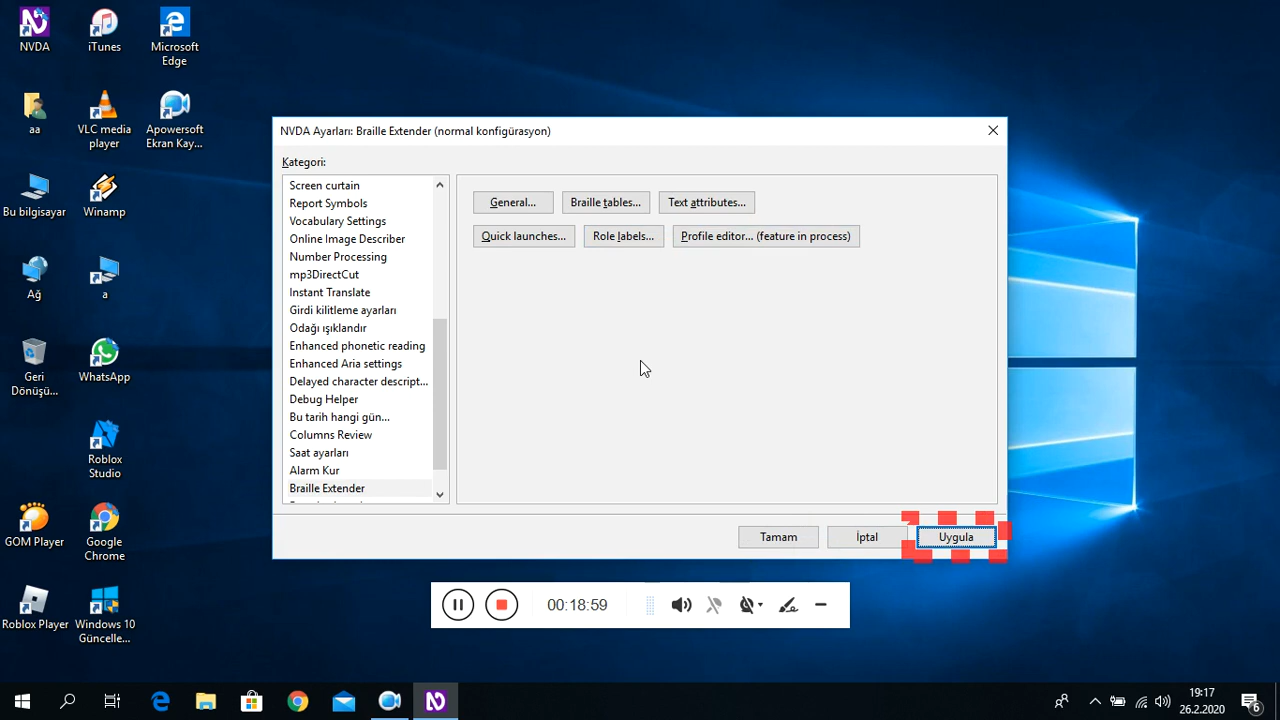 NVDA
iTunes
Microsoft
Edge
aa
VLC media
player
Apowersoft
Ekran Kay...
Bu bilgisayar
Winamp
Ağ
a
Geri
Dönüşü...
WhatsApp
Roblox
Studio
GOM Player
Google
Chrome
Roblox Player
Windows 10
Güncelle...
NVDA Ayarları: Braille Extender (normal konfigürasyon)
Kategori:
Screen curtain
Report Symbols
Vocabulary Settings
Online Image Describer
Number Processing
mp3DirectCut
Instant Translate
Girdi kilitleme ayarları
Odağı ışıklandır
Enhanced phonetic reading
Enhanced Aria settings
Delayed character descript...
Debug Helper
Bu tarih hangi gün...
Columns Review
Saat ayarları
Alarm Kur
Braille Extender
General... Braille tables... Text attributes...
Quick launches... Role labels... Profile editor... (feature in process)
Tamam İptal Uygula
00:18:59
19:17
26.2.2020
6